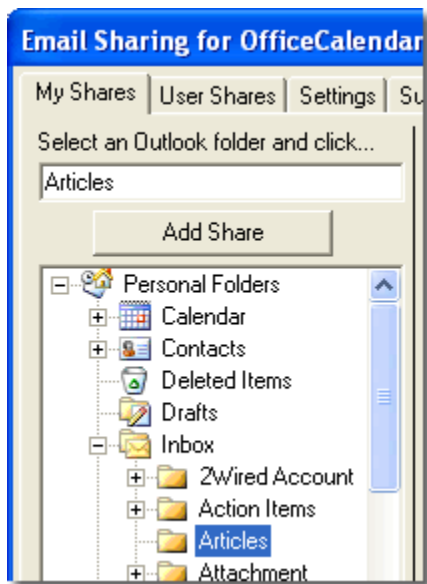 Email Sharing for OfficeCalendar
My Shares User Shares Settings Su
Select an Outlook folder and click...
Articles
Add Share
Personal Folders
Calendar
Contacts
Deleted Items
Drafts
Inbox
2Wired Account
Action Items
Articles
Attachment